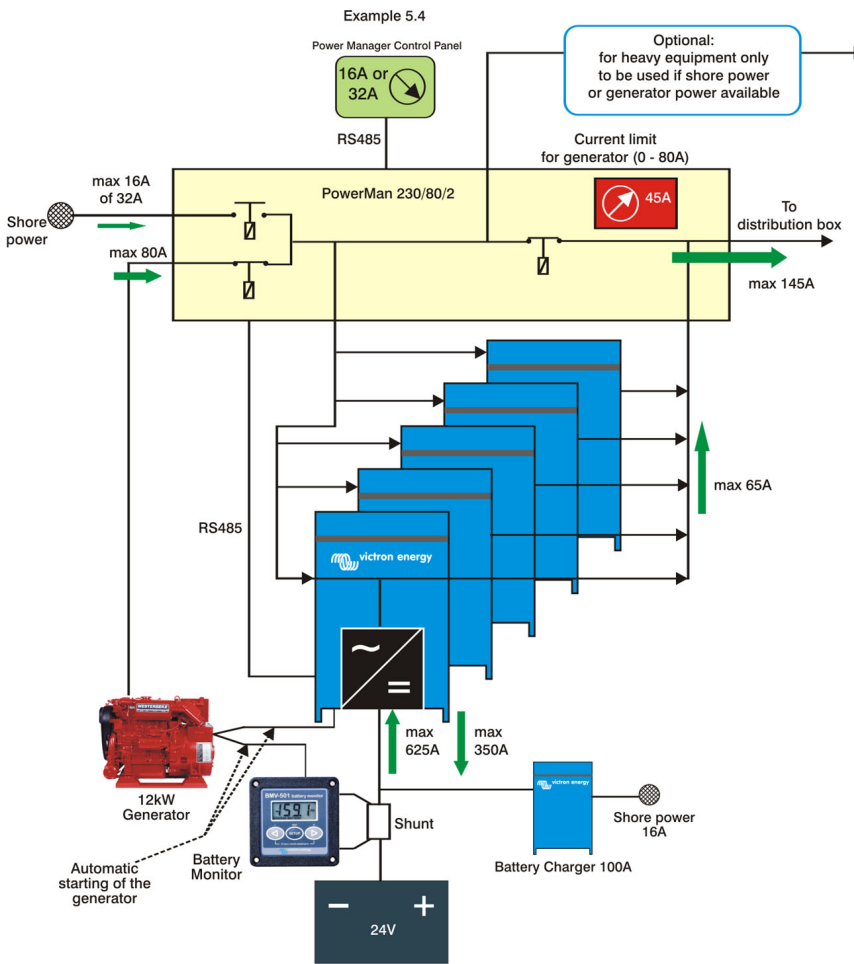 Example 5.4
Power Manager Control Panel
16A or
32A
RS485
Optional:
for heavy equipment only
to be used if shore power
or generator power available
Current limit
for generator (0 - 80A)
PowerMan 230/80/2
45A
max 16A
of 32A
Shore
power
max 80A
To
distribution box
max 145A
max 65A
RS485
victron energy
~
=
max
625A
max
350A
WESTERBEKE
12kW
Generator
Automatic
starting of the
generator
BMV-501 battery monitor
-159.1
SETUP
Battery
Monitor
Shunt
victron energy
Battery Charger 100A
Shore power
16A
− +
24V